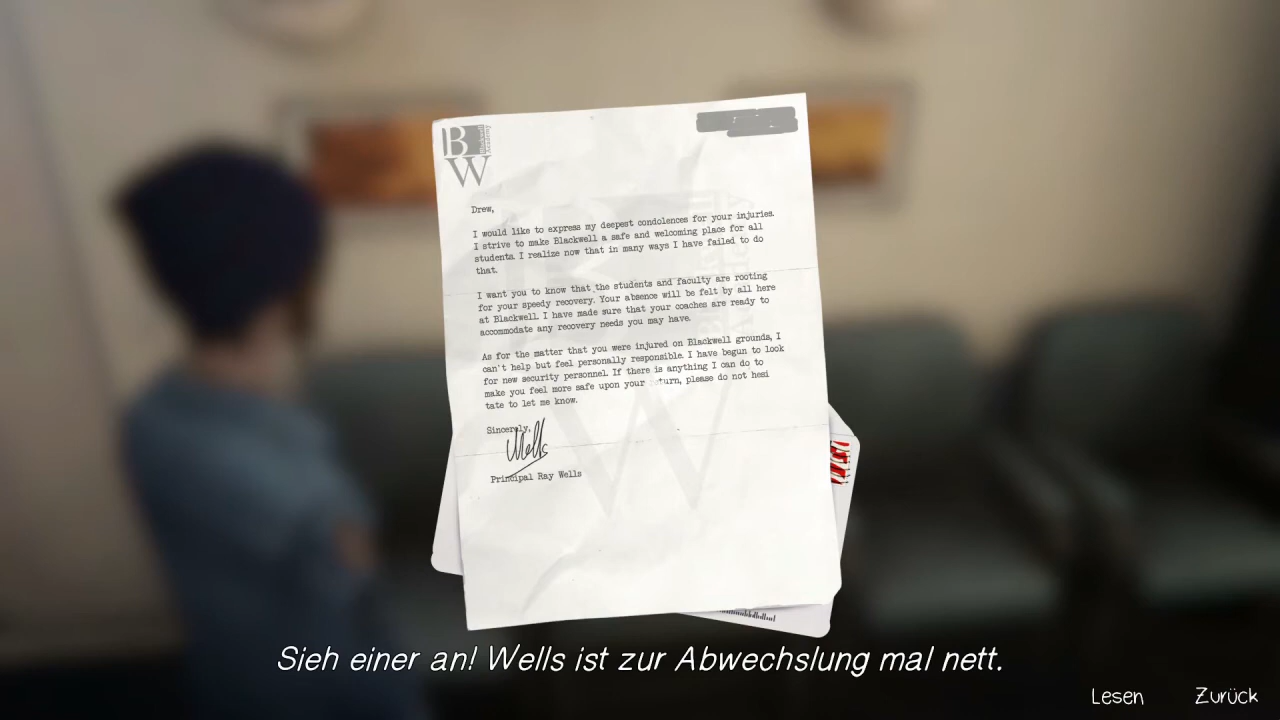 BW
Blackwell
Academy
Drew,
I would like to express my deepest condolences for your injuries.
I strive to make Blackwell a safe and welcoming place for all
students. I realize now that in many ways I have failed to do
that.
I want you to know that the students and faculty are rooting
for your speedy recovery. Your absence will be felt by all here
at Blackwell. I have made sure that your coaches are ready to
accommodate any recovery needs you may have.
As for the matter that you were injured on Blackwell grounds, I
can't help but feel personally responsible. I have begun to look
for new security personnel. If there is anything I can do to
make you feel more safe upon your turn, please do not hesi
tate to let me know.
Sincerely,
Wells
Principal Ray Wells
Sieh einer an! Wells ist zur Abwechslung mal nett.
Lesen Zurück